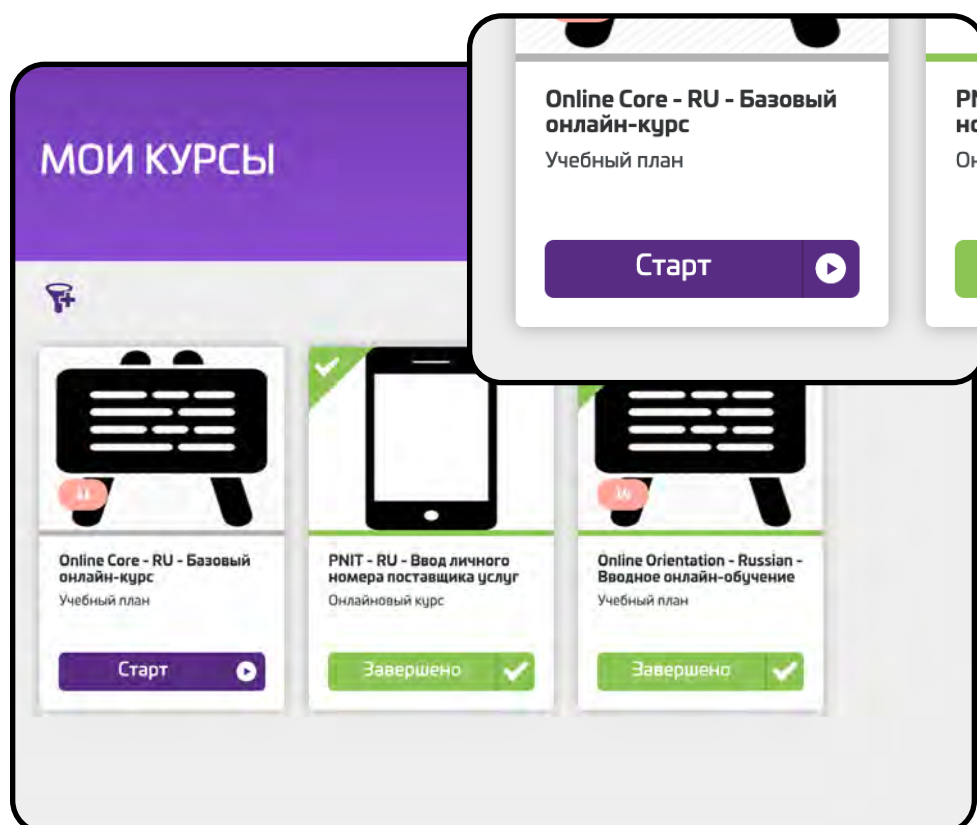 МОИ КУРСЫ
Online Core - RU - Базовый
онлайн-курс
Учебный план
Старт
Online Core - RU - Базовый
онлайн-курс
Учебный план
Старт
PNIT - RU - Ввод личного
номера поставщика услуг
Онлайновый курс
Завершено
Online Orientation - Russian -
Вводное онлайн-обучение
Учебный план
Завершено